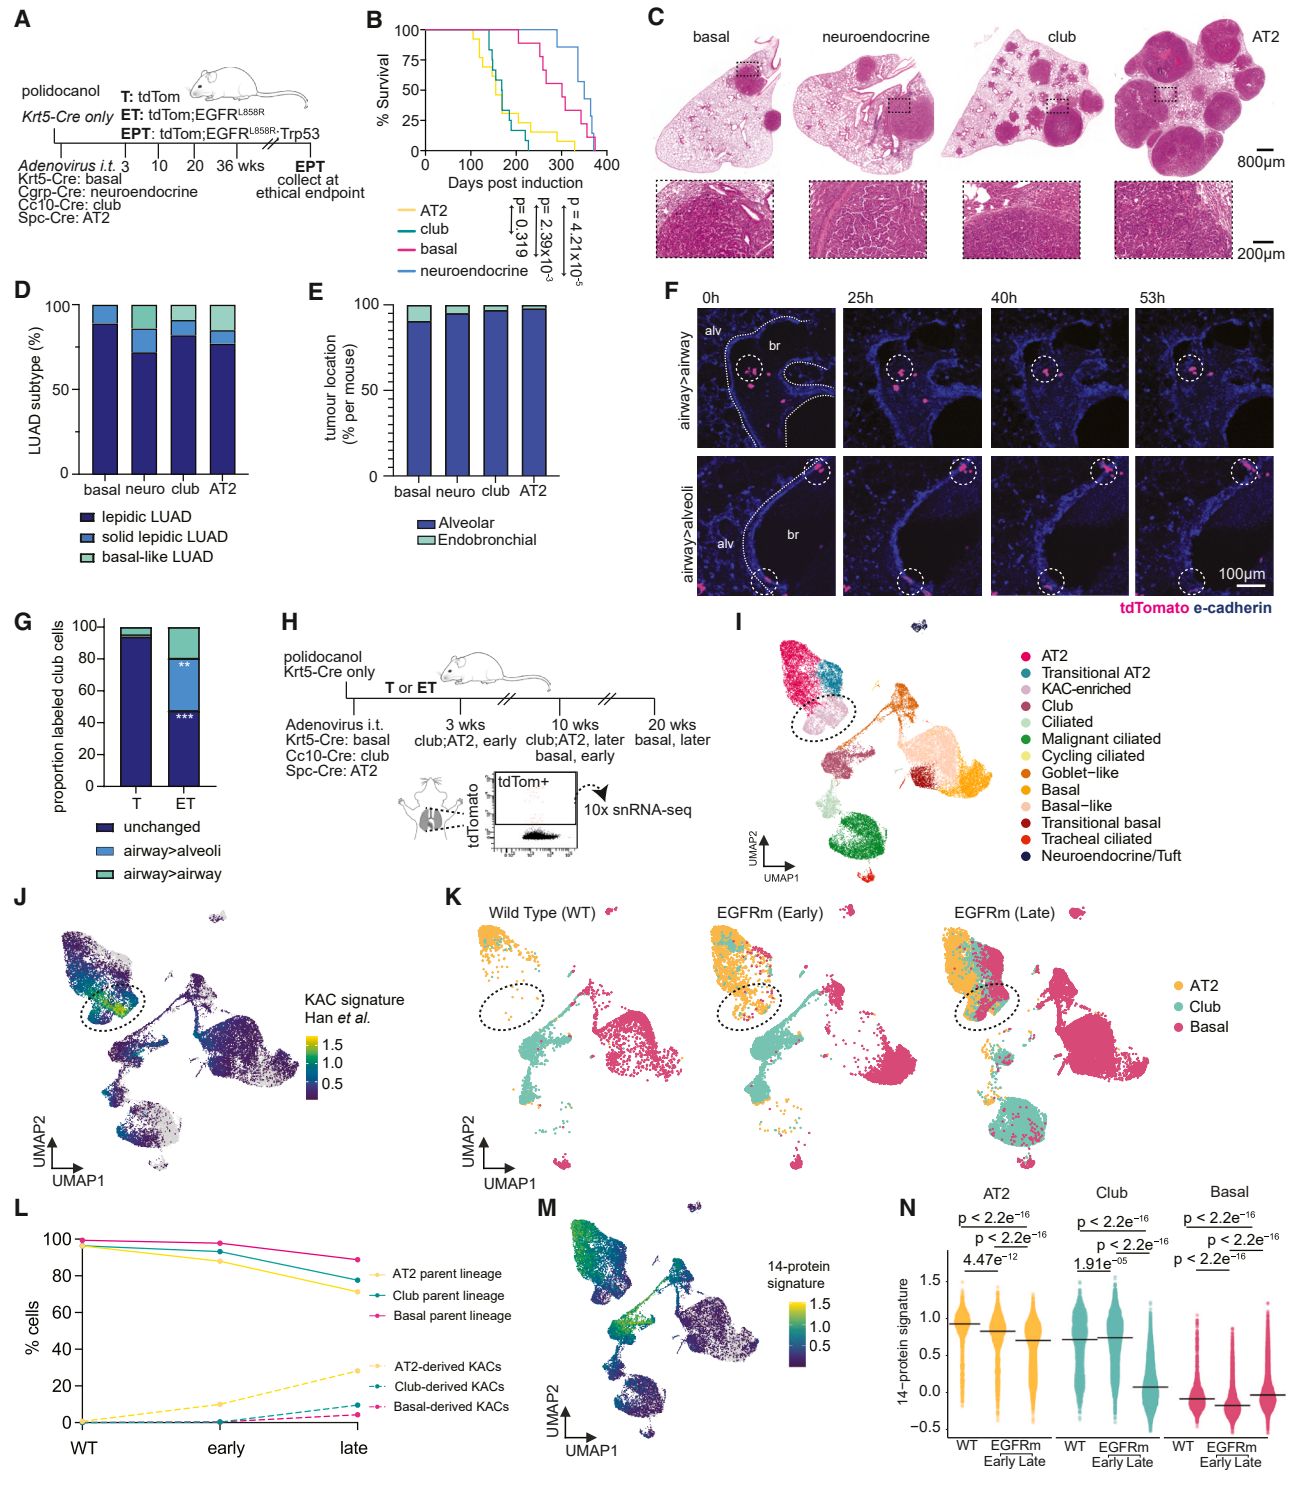 A
polidocanol
Krt5-Cre only
T: tdTom
ET: tdTom;EGFRL858R
EPT: tdTom;EGFRL858R;Trp53
Adenovirus i.t. 3 10 20 36 wks
EPT
Krt5-Cre: basal
Cgrp-Cre: neuroendocrine
Cc10-Cre: club
Spc-Cre: AT2
collect at
ethical endpoint
B
% Survival
100
75
50
25
0
0 100 200 300 400
Days post induction
AT2
club
basal
neuroendocrine
p= 0.319
p= 2.39x10-3
p = 4.21x10-5
C
basal
neuroendocrine
club
AT2
800µm
200µm
D
LUAD subtype (%)
100
50
0
basal neuro club AT2
lepidic LUAD
solid lepidic LUAD
basal-like LUAD
E
tumour location
(% per mouse)
100
50
0
basal neuro club AT2
Alveolar
Endobronchial
F
0h 25h 40h 53h
airway>airway
alv
br
airway>alveoli
alv
br
100µm
tdTomato e-cadherin
G
proportion labeled club cells
100
80
60
40
20
0
**
***
T ET
unchanged
airway>alveoli
airway>airway
H
polidocanol
Krt5-Cre only
T or ET
Adenovirus i.t.
Krt5-Cre: basal
Cc10-Cre: club
Spc-Cre: AT2
3 wks
club;AT2, early
10 wks
club;AT2, later
basal, early
20 wks
basal, later
tdTomato
tdTom+
10x snRNA-seq
I
UMAP2
UMAP1
AT2
Transitional AT2
KAC-enriched
Club
Ciliated
Malignant ciliated
Cycling ciliated
Goblet-like
Basal
Basal-like
Transitional basal
Tracheal ciliated
Neuroendocrine/Tuft
J
KAC signature
Han et al.
1.5
1.0
0.5
UMAP2
UMAP1
K
Wild Type (WT)
EGFRm (Early)
EGFRm (Late)
AT2
Club
Basal
UMAP2
UMAP1
L
% cells
100
80
60
40
20
0
WT early late
AT2 parent lineage
Club parent lineage
Basal parent lineage
AT2-derived KACs
Club-derived KACs
Basal-derived KACs
M
14-protein
signature
1.5
1.0
0.5
UMAP2
UMAP1
N
AT2 Club Basal
p < 2.2e−16
p < 2.2e−16
4.47e−12
p < 2.2e−16
p < 2.2e−16
1.91e−05
p < 2.2e−16
p < 2.2e−16
p < 2.2e−16
14−protein signature
1.5
1.0
0.5
0.0
−0.5
WT EGFRm
Early Late
WT EGFRm
Early Late
WT EGFRm
Early Late